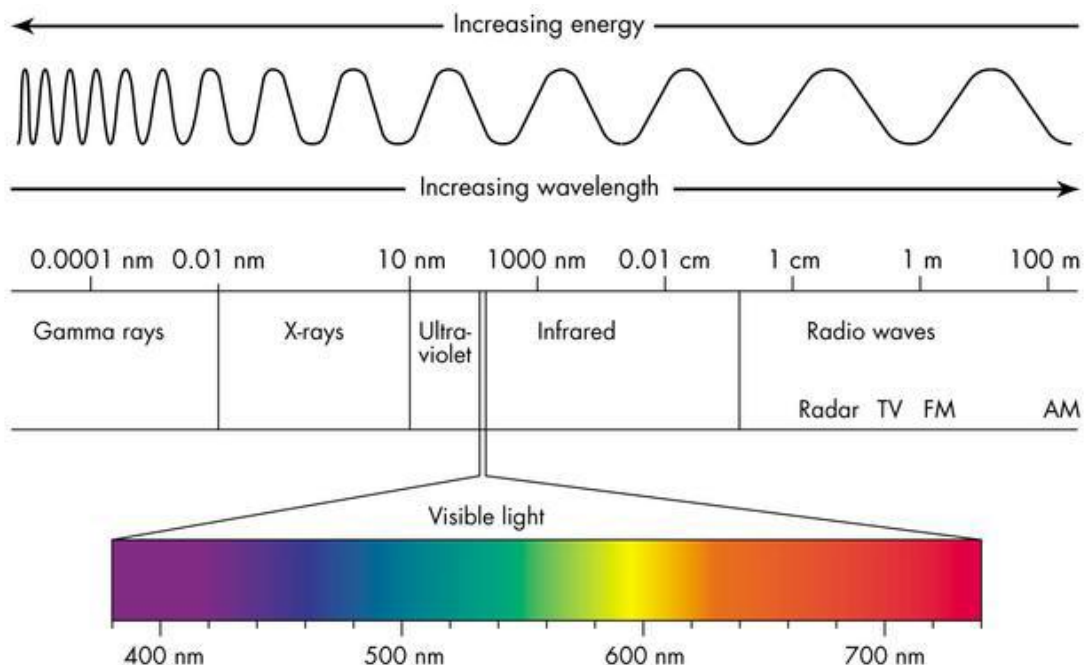 Increasing energy
Increasing wavelength
0.0001 nm 0.01 nm 10 nm 1000 nm 0.01 cm 1 cm 1 m 100 m
Gamma rays X-rays Ultra-
violet Infrared Radio waves
Radar TV FM AM
Visible light
400 nm 500 nm 600 nm 700 nm